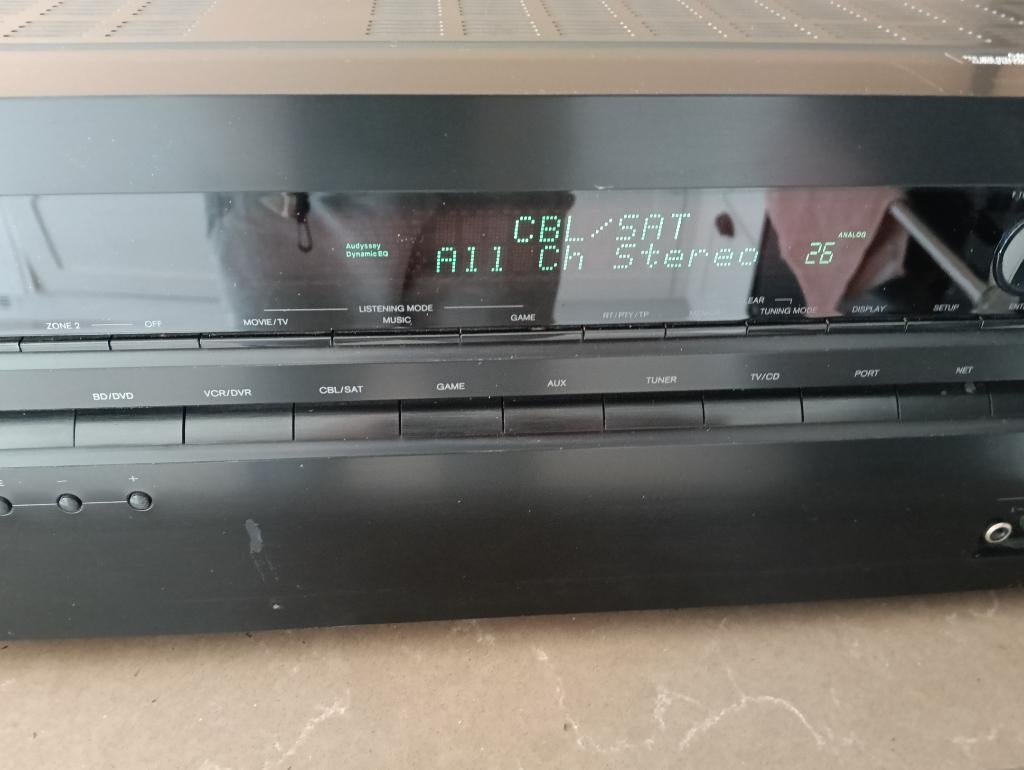 CBL/SAT
Audyssey
Dynamic EQ
All Ch Stereo
26
ANALOG
LISTENING MODE
ZONE 2 OFF
MOVIE/TV
MUSIC
GAME
RT/PTY/TP
TUNING MODE
DISPLAY
SETUP
BD/DVD
VCR/DVR
CBL/SAT
GAME
AUX
TUNER
TV/CD
PORT
NET
- +